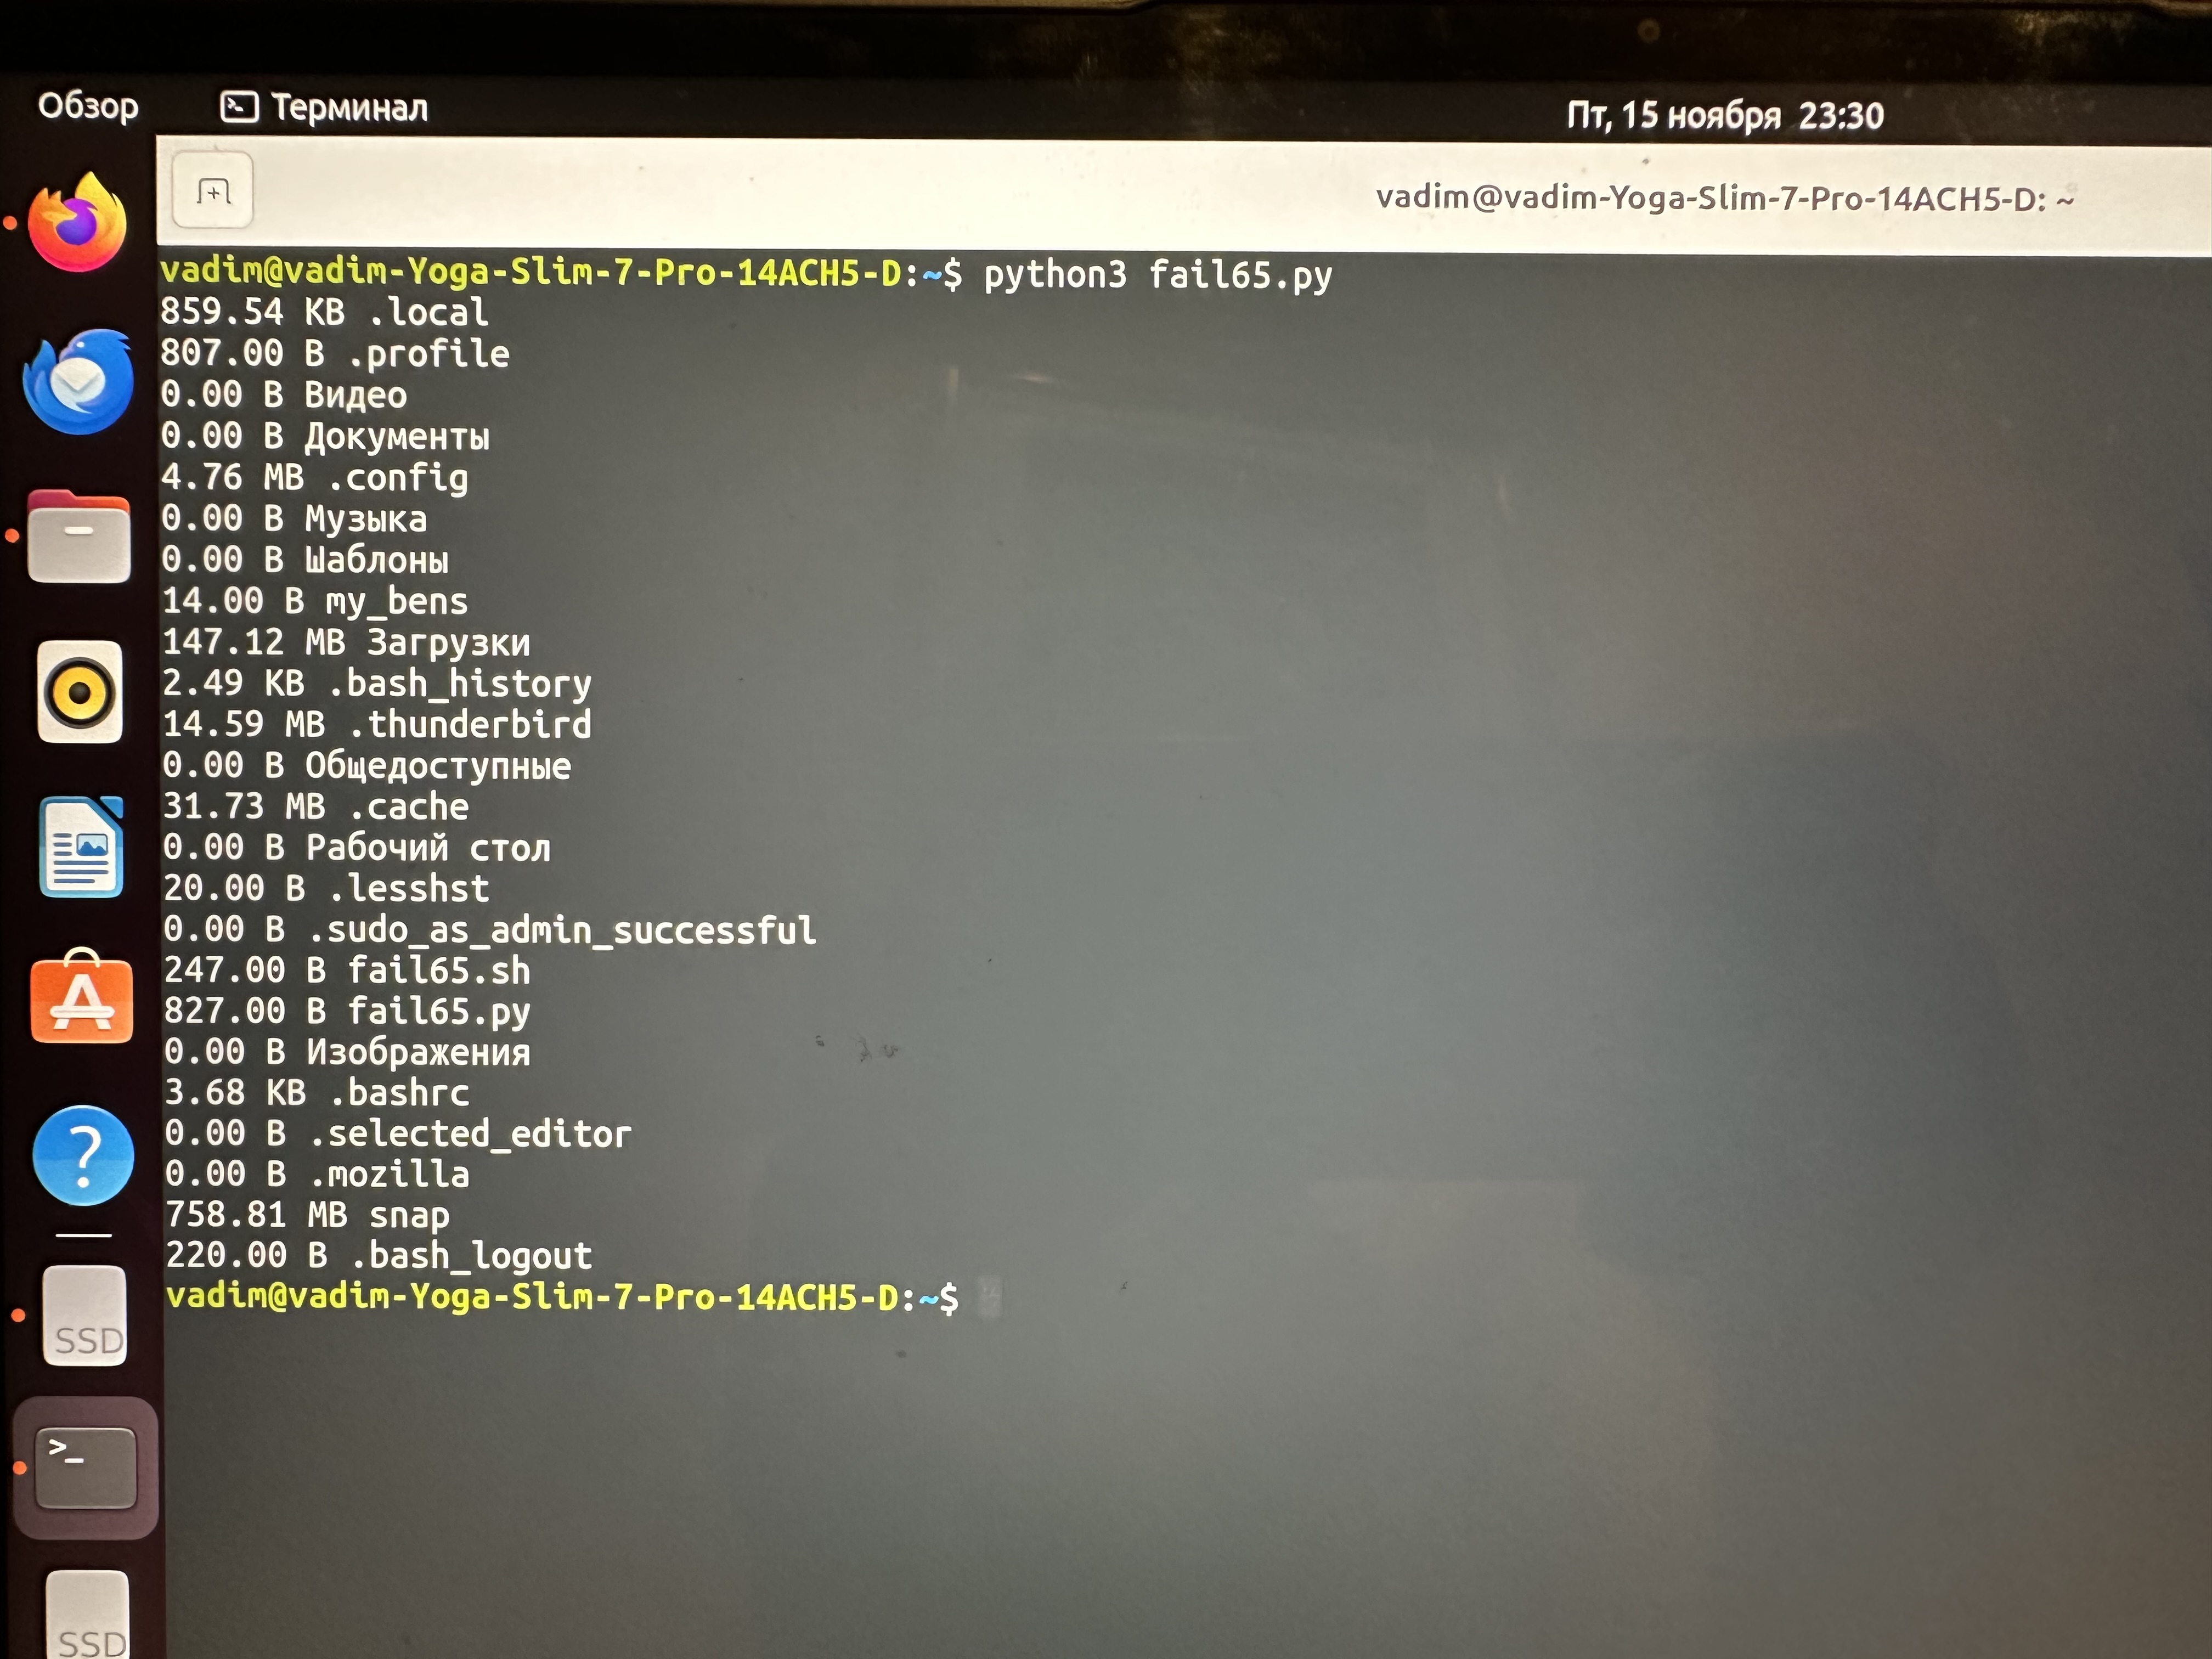 Обзор
Терминал
Пт, 15 ноября 23:30
vadim@vadim-Yoga-Slim-7-Pro-14ACH5-D: ~
vadim@vadim-Yoga-Slim-7-Pro-14ACH5-D:~$ python3 fail65.py
859.54 KB .local
807.00 B .profile
0.00 B Видео
0.00 B Документы
4.76 MB .config
0.00 B Музыка
0.00 B Шаблоны
14.00 B my_bens
147.12 MB Загрузки
2.49 KB .bash_history
14.59 MB .thunderbird
0.00 B Общедоступные
31.73 MB .cache
0.00 B Рабочий стол
20.00 B .lesshst
0.00 B .sudo_as_admin_successful
247.00 B fail65.sh
827.00 B fail65.py
0.00 B Изображения
3.68 KB .bashrc
0.00 B .selected_editor
0.00 B .mozilla
758.81 MB snap
220.00 B .bash_logout
vadim@vadim-Yoga-Slim-7-Pro-14ACH5-D:~$
SSD
>_
SSD